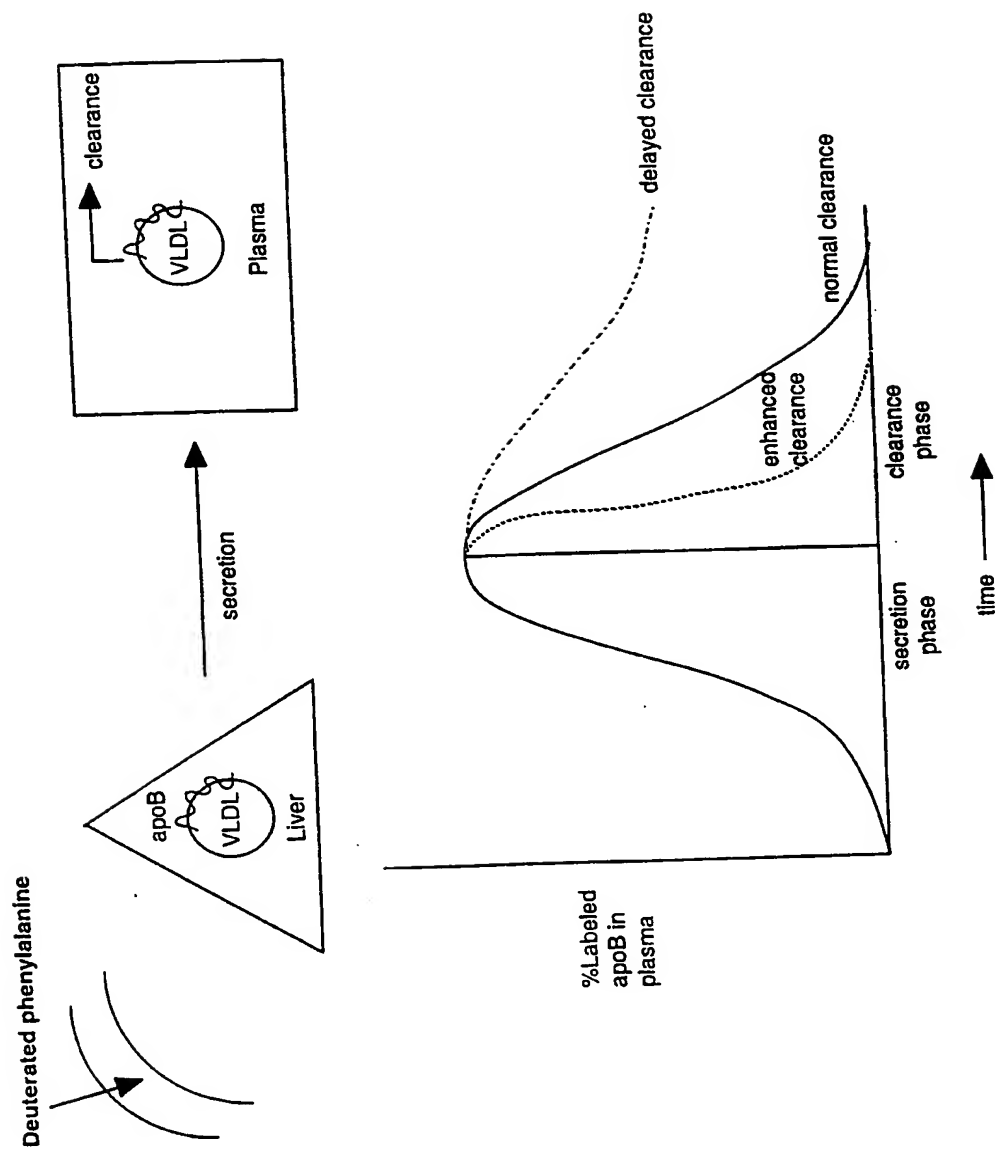 Deuterated phenylalanine
apoB
VLDL
Liver
secretion
clearance
VLDL
Plasma
%Labeled
apoB in
plasma
delayed clearance
normal clearance
enhanced
clearance
secretion
phase
clearance
phase
time